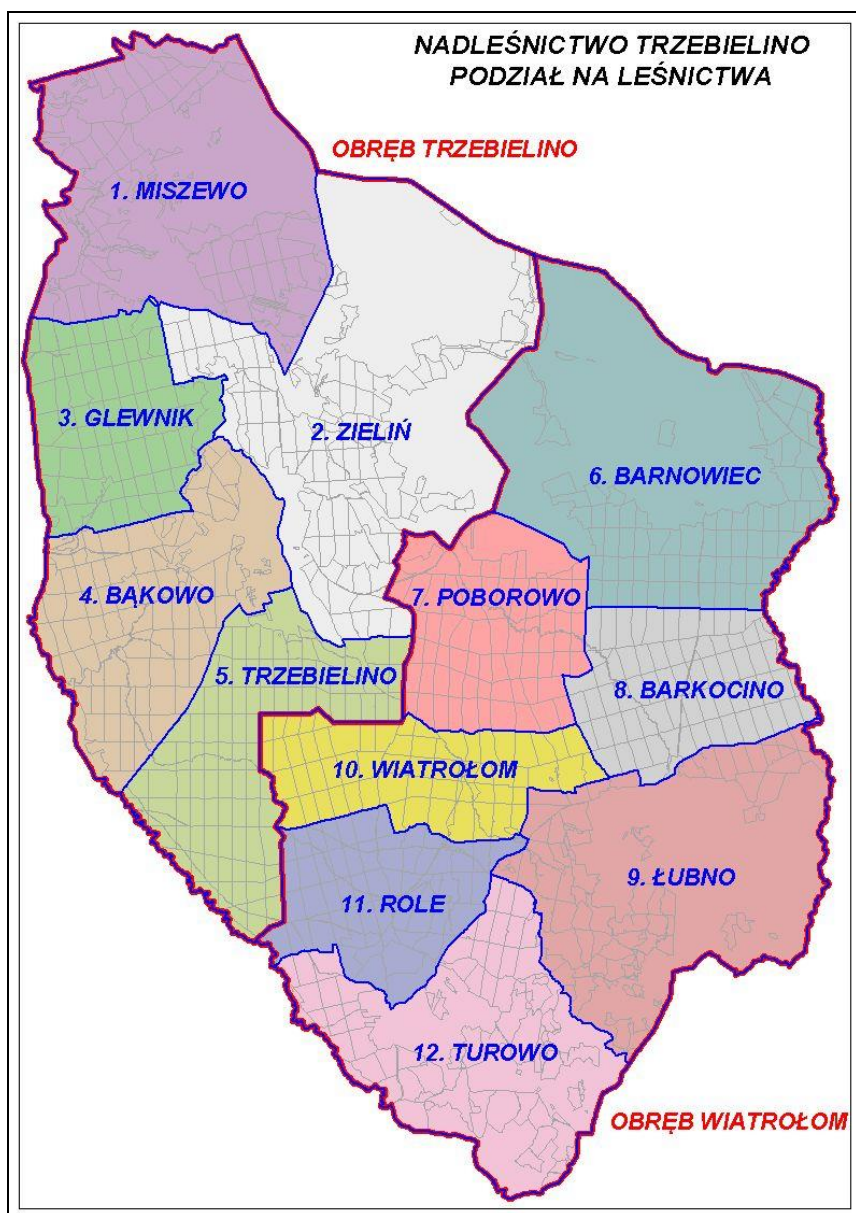 NADLEŚNICTWO TRZEBIELINO
PODZIAŁ NA LEŚNICTWA
OBRĘB TRZEBIELINO
1. MISZEWO
3. GLEWNIK
2. ZIELIŃ
6. BARNOWIEC
4. BĄKOWO
7. POBOROWO
5. TRZEBIELINO
8. BARKOCINO
10. WIATROŁOM
9. ŁUBNO
11. ROLE
12. TUROWO
OBRĘB WIATROŁOM